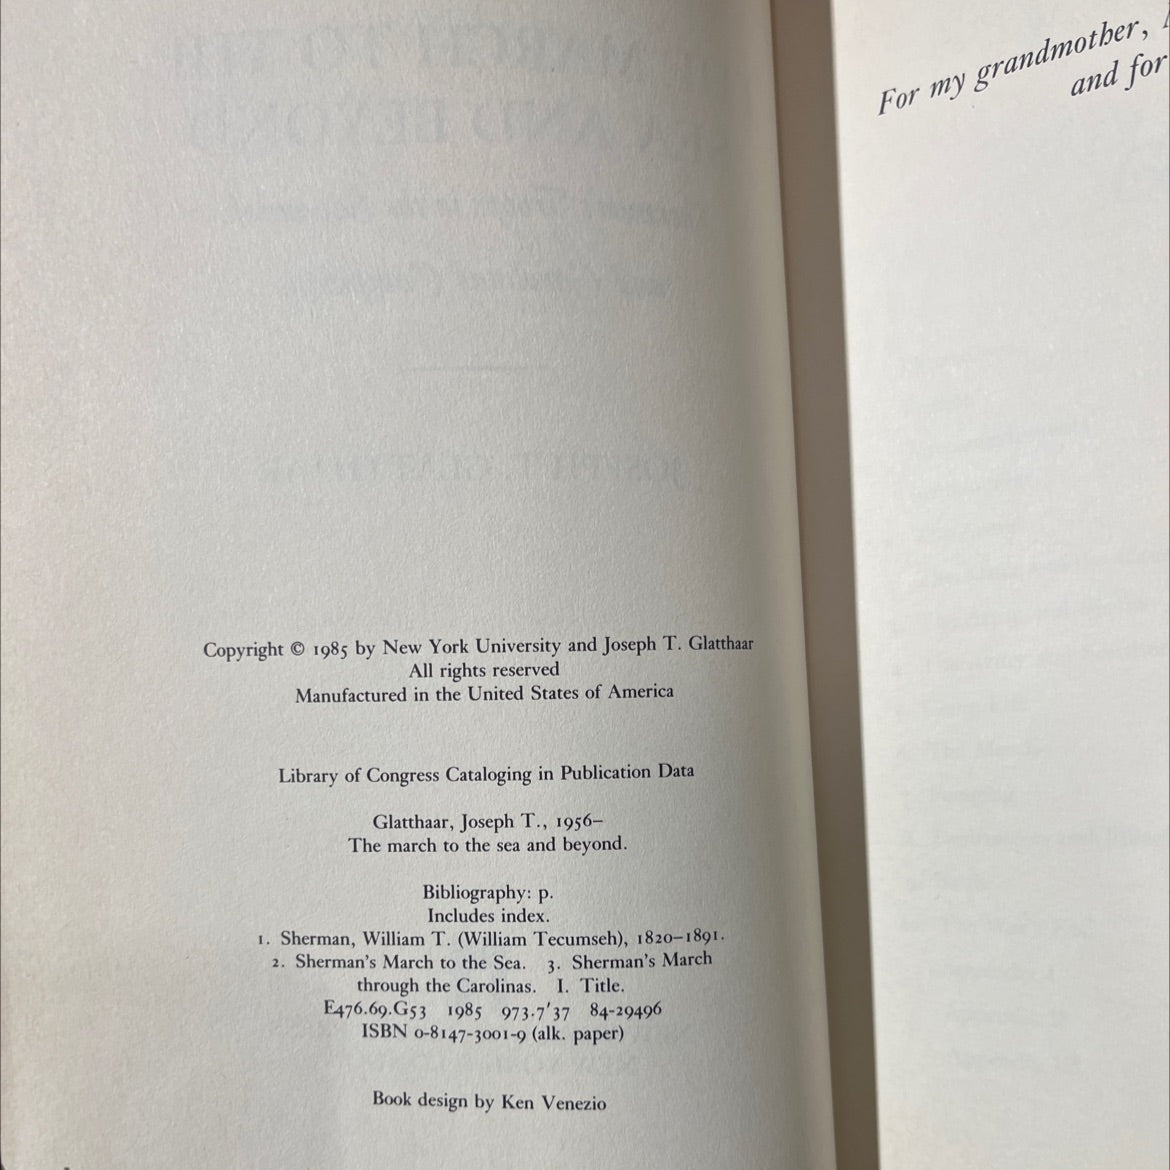 Copyright © 1985 by New York University and Joseph T. Glatthaar
All rights reserved
Manufactured in the United States of America
Library of Congress Cataloging in Publication Data
Glatthaar, Joseph T., 1956–
The march to the sea and beyond.
Bibliography: p.
Includes index.
1. Sherman, William T. (William Tecumseh), 1820–1891.
2. Sherman's March to the Sea. 3. Sherman's March
through the Carolinas. I. Title.
E476.69.G53 1985 973.7'37 84-29496
ISBN 0-8147-3001-9 (alk. paper)
Book design by Ken Venezio
For my grandmother,
and for